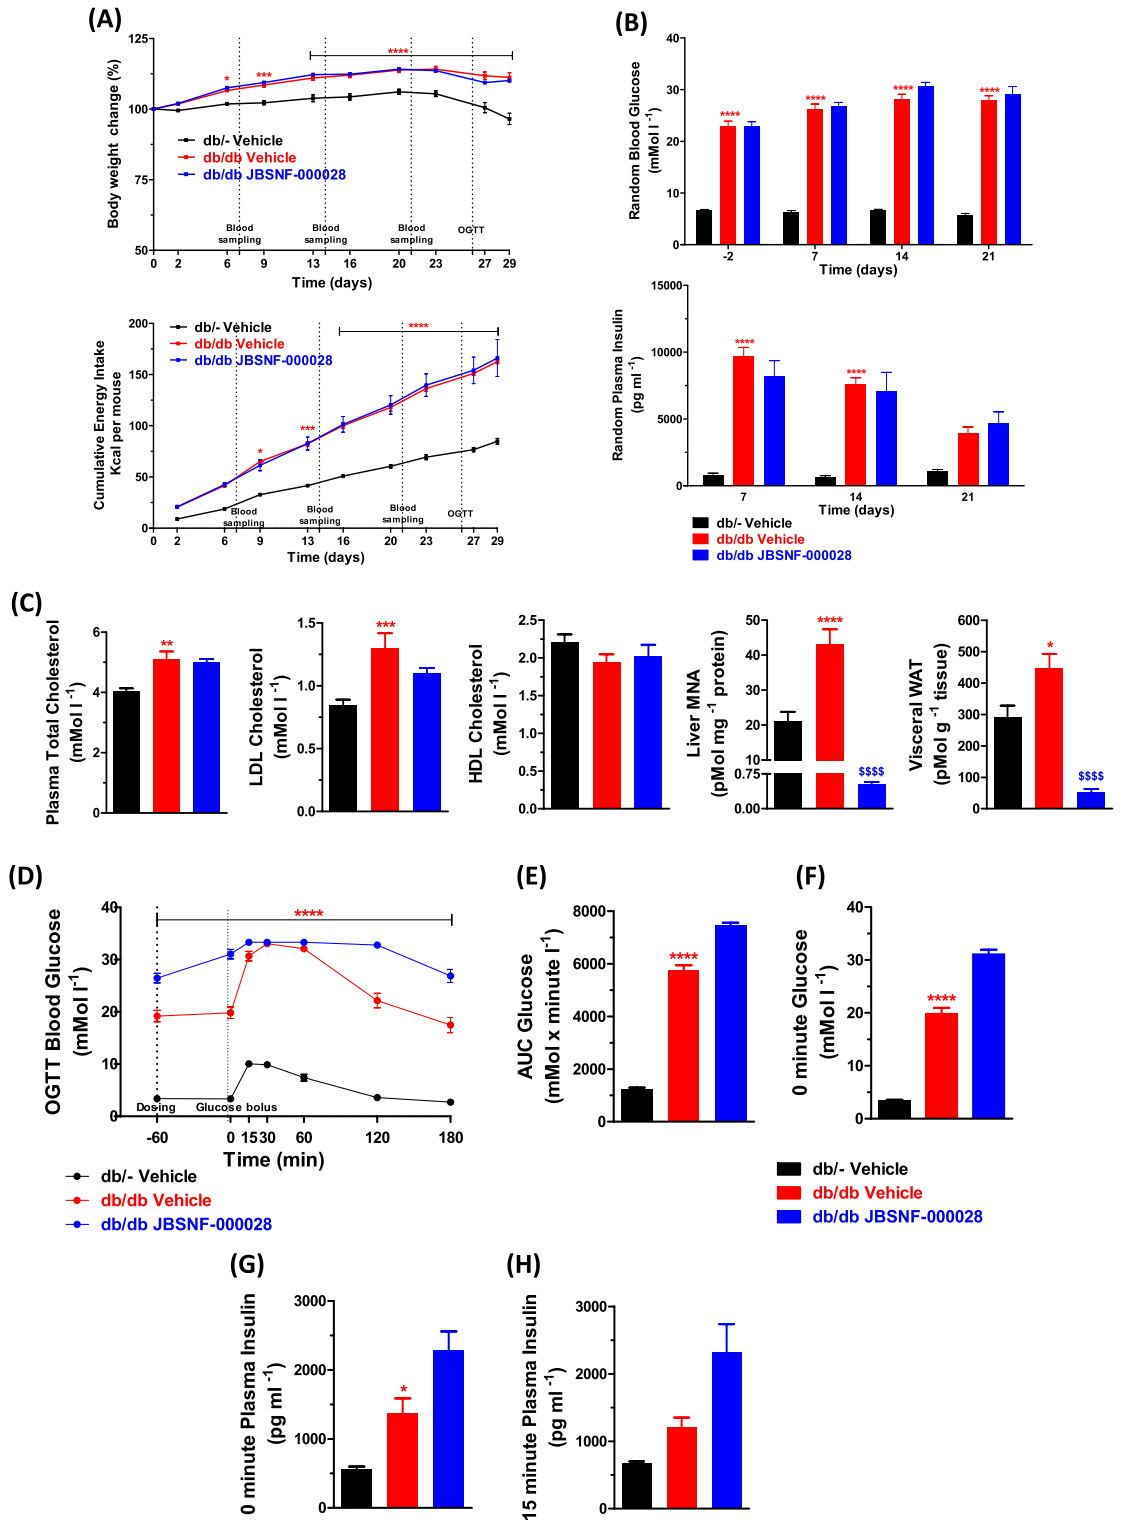 (A)
125
100
75
50
Body weight change (%)
*
***
****
db/- Vehicle
db/db Vehicle
db/db JBSNF-000028
Blood
sampling
Blood
sampling
Blood
sampling
OGTT
0 2 6 9 13 16 20 23 27 29
Time (days)
200
150
100
50
0
Cumulative Energy Intake
Kcal per mouse
db/- Vehicle
db/db Vehicle
db/db JBSNF-000028
*
***
****
Blood
sampling
Blood
sampling
Blood
sampling
OGTT
0 2 6 9 13 16 20 23 27 29
Time (days)
(B)
40
30
20
10
0
Random Blood Glucose
(mMol l⁻¹)
****
****
****
****
-2 7 14 21
Time (days)
15000
10000
5000
0
Random Plasma Insulin
(pg ml⁻¹)
****
****
7 14 21
Time (days)
db/- Vehicle
db/db Vehicle
db/db JBSNF-000028
(C)
Plasma Total Cholesterol
(mMol l⁻¹)
6
4
2
0
**
LDL Cholesterol
(mMol l⁻¹)
1.5
1.0
0.5
0.0
***
HDL Cholesterol
(mMol l⁻¹)
2.5
2.0
1.5
1.0
0.5
0.0
Liver MNA
(pMol mg⁻¹ protein)
50
40
30
20
10
0.75
0.00
****
$$$$
Visceral WAT
(pMol g⁻¹ tissue)
600
500
400
300
200
100
0
*
$$$$
(D)
OGTT Blood Glucose
(mMol l⁻¹)
40
30
20
10
0
****
Dosing
Glucose bolus
-60 0 15 30 60 120 180
Time (min)
db/- Vehicle
db/db Vehicle
db/db JBSNF-000028
(E)
AUC Glucose
(mMol x minute l⁻¹)
8000
6000
4000
2000
0
****
(F)
0 minute Glucose
(mMol l⁻¹)
40
30
20
10
0
****
db/- Vehicle
db/db Vehicle
db/db JBSNF-000028
(G)
0 minute Plasma Insulin
(pg ml⁻¹)
3000
2000
1000
0
*
(H)
15 minute Plasma Insulin
(pg ml⁻¹)
3000
2000
1000
0